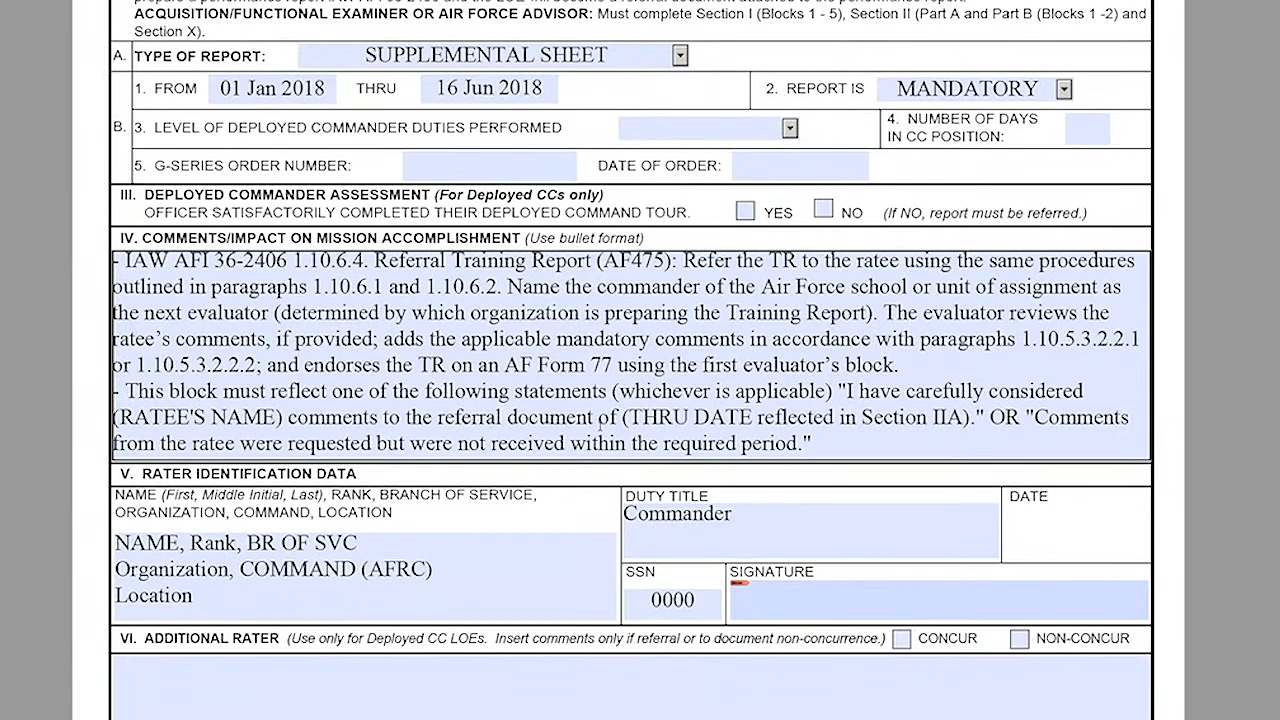 ACQUISITION/FUNCTIONAL EXAMINER OR AIR FORCE ADVISOR: Must complete Section I (Blocks 1 - 5), Section II (Part A and Part B (Blocks 1 -2) and
Section X).
A. TYPE OF REPORT: SUPPLEMENTAL SHEET
1. FROM 01 Jan 2018 THRU 16 Jun 2018 2. REPORT IS MANDATORY
B. 3. LEVEL OF DEPLOYED COMMANDER DUTIES PERFORMED 4. NUMBER OF DAYS
IN CC POSITION:
5. G-SERIES ORDER NUMBER: DATE OF ORDER:
III. DEPLOYED COMMANDER ASSESSMENT (For Deployed CCs only)
OFFICER SATISFACTORILY COMPLETED THEIR DEPLOYED COMMAND TOUR. YES NO (If NO, report must be referred.)
IV. COMMENTS/IMPACT ON MISSION ACCOMPLISHMENT (Use bullet format)
- IAW AFI 36-2406 1.10.6.4. Referral Training Report (AF475): Refer the TR to the ratee using the same procedures
outlined in paragraphs 1.10.6.1 and 1.10.6.2. Name the commander of the Air Force school or unit of assignment as
the next evaluator (determined by which organization is preparing the Training Report). The evaluator reviews the
ratee's comments, if provided; adds the applicable mandatory comments in accordance with paragraphs 1.10.5.3.2.2.1
or 1.10.5.3.2.2.2; and endorses the TR on an AF Form 77 using the first evaluator's block.
- This block must reflect one of the following statements (whichever is applicable) "I have carefully considered
(RATEE'S NAME) comments to the referral document of (THRU DATE reflected in Section IIA)." OR "Comments
from the ratee were requested but were not received within the required period."
V. RATER IDENTIFICATION DATA
NAME (First, Middle Initial, Last), RANK, BRANCH OF SERVICE,
ORGANIZATION, COMMAND, LOCATION
NAME, Rank, BR OF SVC
Organization, COMMAND (AFRC)
Location
DUTY TITLE
Commander
DATE
SSN
0000
SIGNATURE
VI. ADDITIONAL RATER (Use only for Deployed CC LOEs. Insert comments only if referral or to document non-concurrence.) CONCUR NON-CONCUR